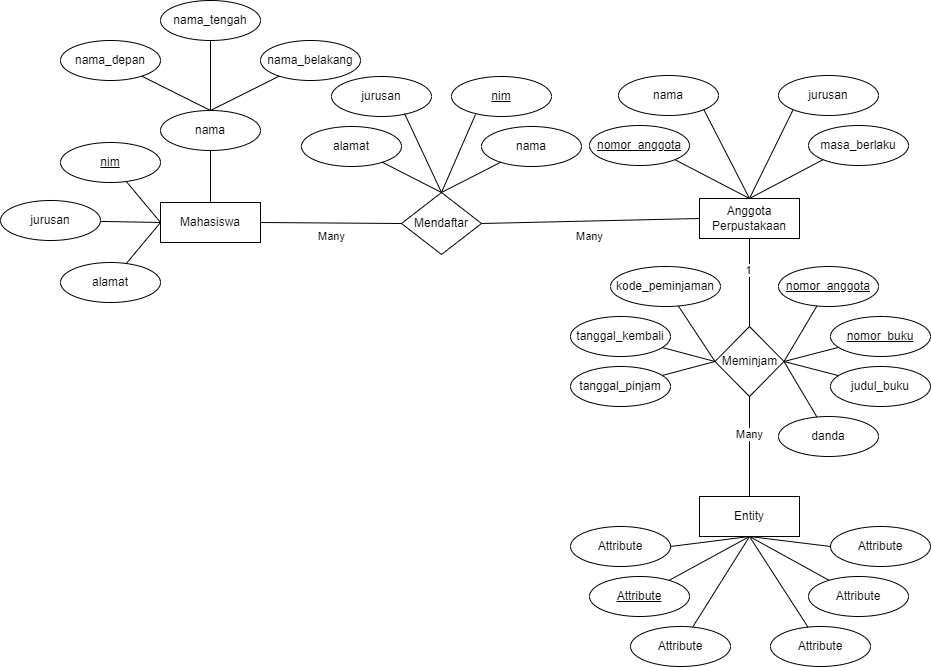 nama_tengah
nama_depan
nama_belakang
nama
nim
jurusan
alamat
Mahasiswa
Many
jurusan
nim
alamat
nama
Mendaftar
Many
nama
jurusan
nomor_anggota
masa_berlaku
Anggota
Perpustakaan
1
kode_peminjaman
nomor_anggota
tanggal_kembali
nomor_buku
Meminjam
tanggal_pinjam
judul_buku
danda
Many
Entity
Attribute
Attribute
Attribute
Attribute
Attribute
Attribute